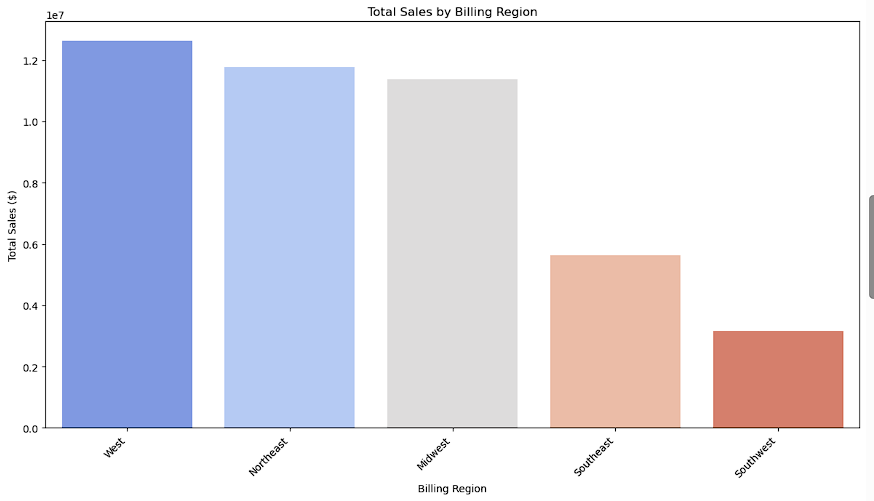 Total Sales by Billing Region
1e7
1.2
1.0
0.8
0.6
0.4
0.2
0.0
Total Sales ($)
West
Northeast
Midwest
Southeast
Southwest
Billing Region